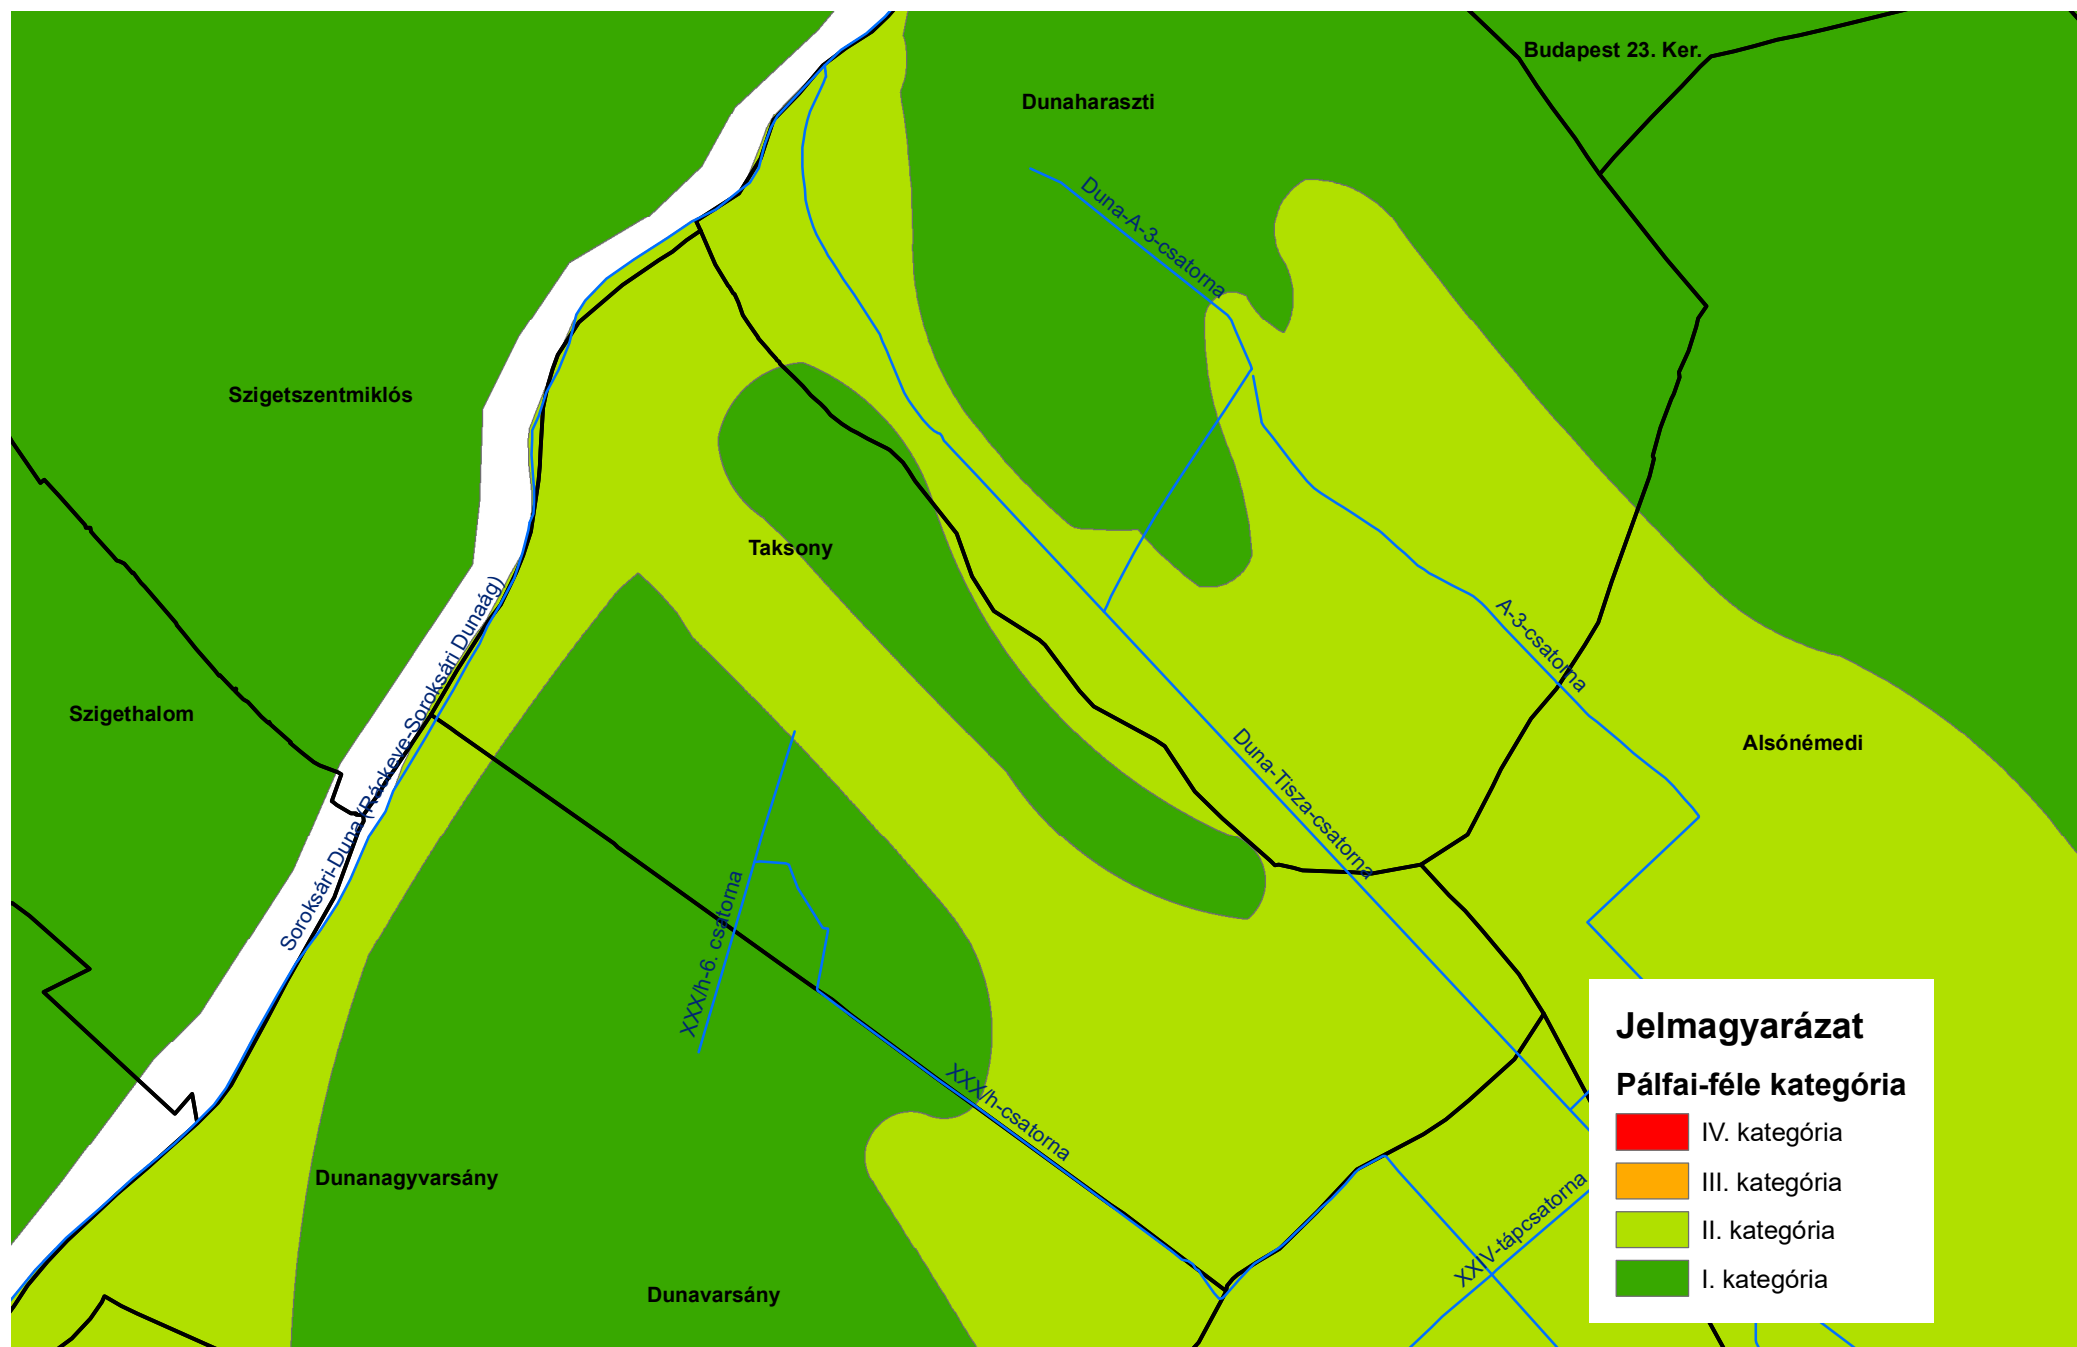 Budapest 23. Ker.
Dunaharaszti
Duna-A-3-csatorna
Szigetszentmiklós
Taksony
A-3-csatorna
Szigethalom
Alsónémedi
Soroksári-Duna (Ráckeve-Soroksári Dunaág)
Duna-Tisza-csatorna
XXX/h-6. csatorna
XXX/h-csatorna
Dunanagyvarsány
XXIV-tápcsatorna
Dunavarsány
Jelmagyarázat
Pálfai-féle kategória
IV. kategória
III. kategória
II. kategória
I. kategória